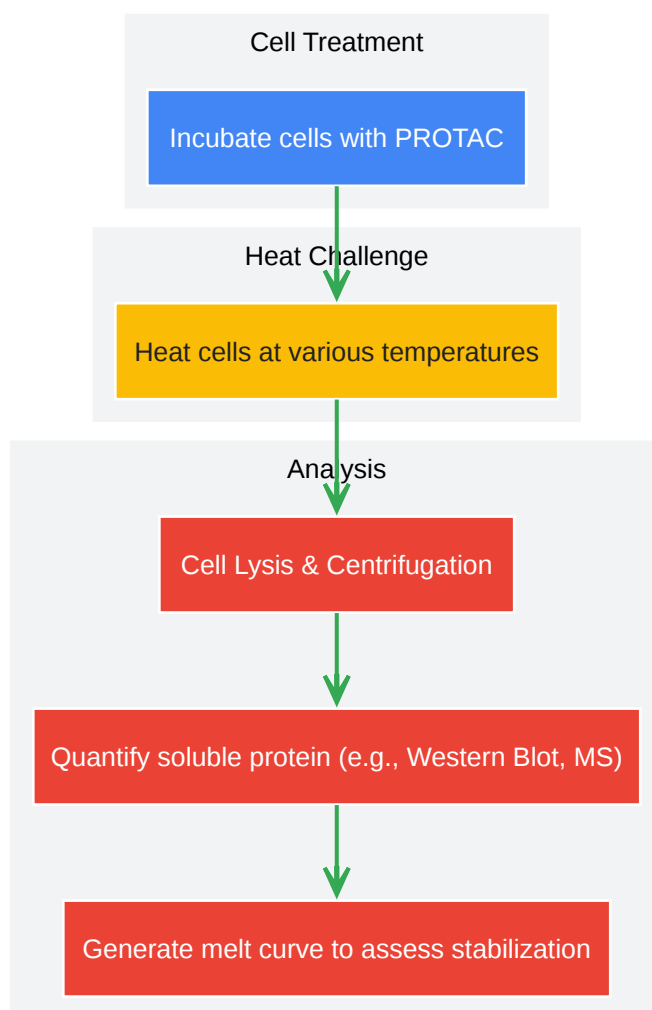 Cell Treatment
Incubate cells with PROTAC
Heat Challenge
Heat cells at various temperatures
Analysis
Cell Lysis & Centrifugation
Quantify soluble protein (e.g., Western Blot, MS)
Generate melt curve to assess stabilization